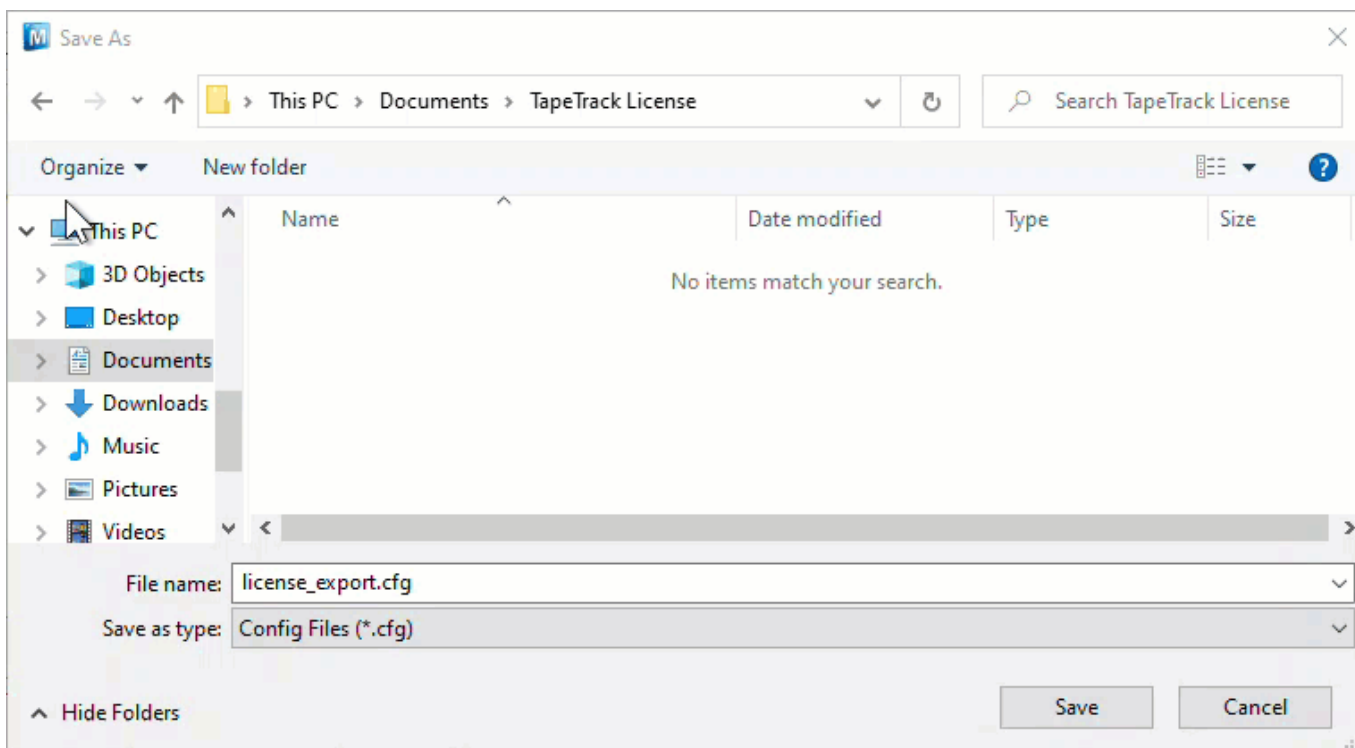 Save As
This PC > Documents > TapeTrack License
Search TapeTrack License
Organize
New folder
?
Name
Date modified
Type
Size
This PC
3D Objects
Desktop
Documents
Downloads
Music
Pictures
Videos
No items match your search.
File name: license_export.cfg
Save as type: Config Files (*.cfg)
Hide Folders
Save
Cancel